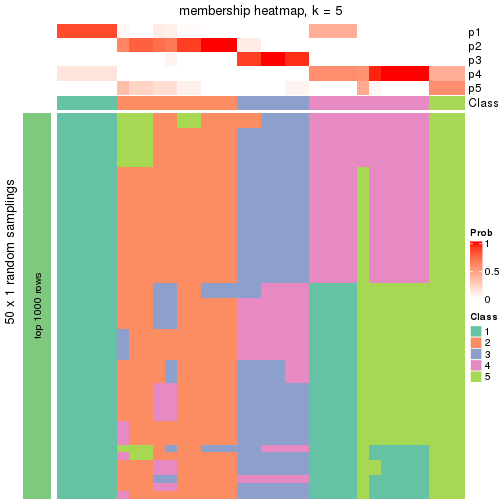 membership heatmap, k = 5
p1
p2
p3
p4
p5
Class
50 x 1 random samplings
top 1000 rows
Prob
1
0.5
0
Class
1
2
3
4
5